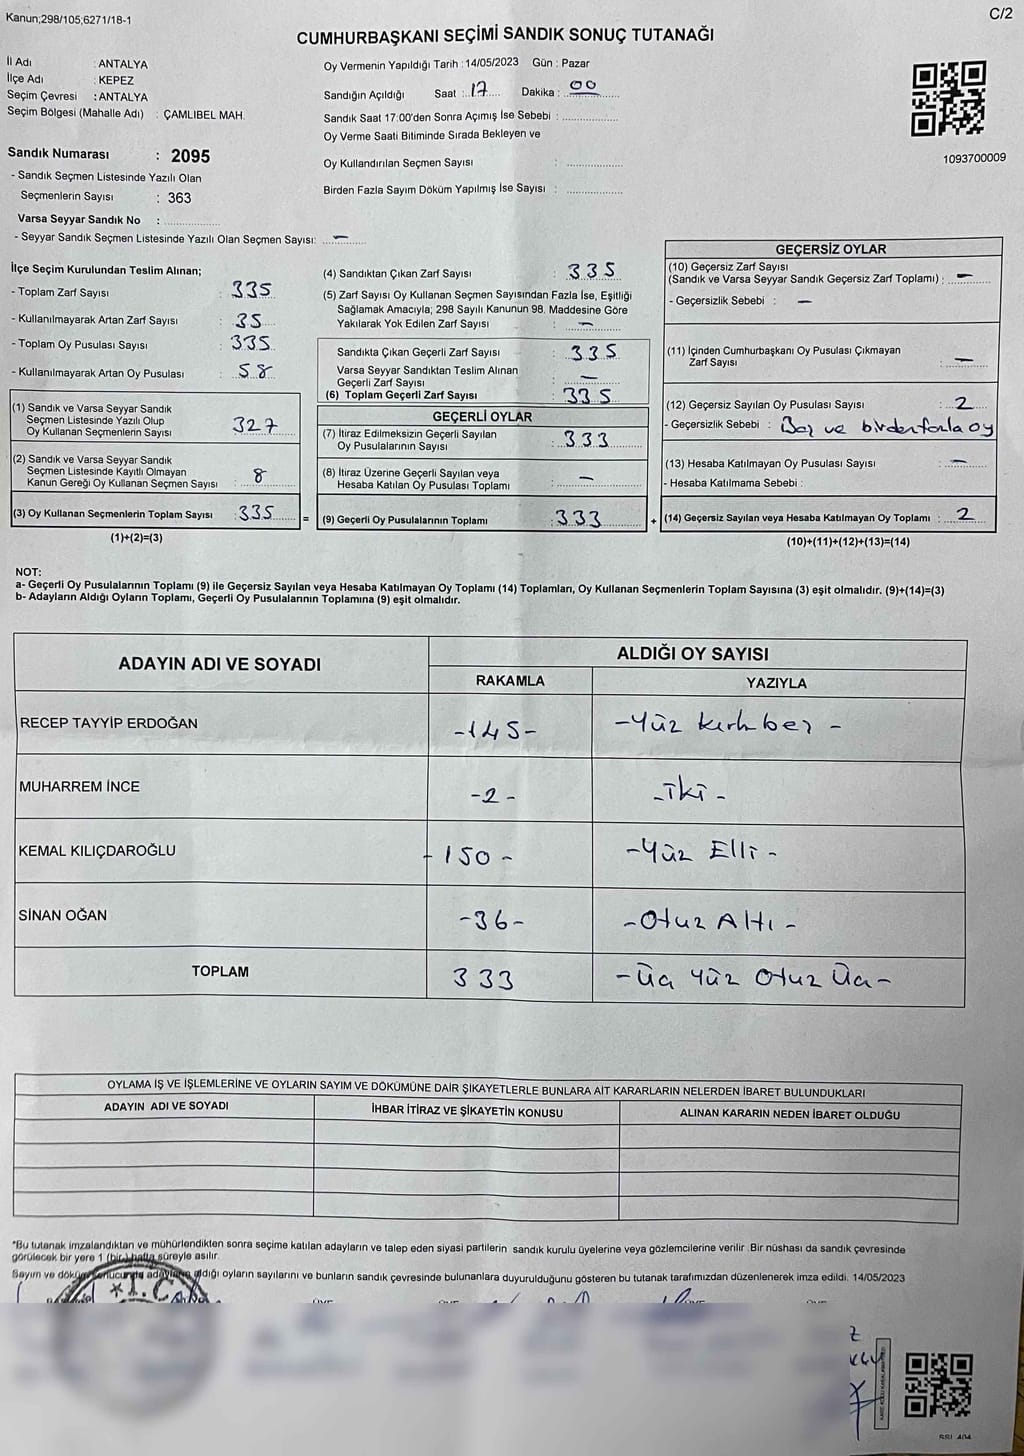 Kanun;298/105;6271/18-1
C/2
CUMHURBAŞKANI SEÇİMİ SANDIK SONUÇ TUTANAĞI
İl Adı : ANTALYA
İlçe Adı : KEPEZ
Seçim Çevresi : ANTALYA
Seçim Bölgesi (Mahalle Adı) : ÇAMLIBEL MAH.
Sandık Numarası : 2095
- Sandık Seçmen Listesinde Yazılı Olan
Seçmenlerin Sayısı : 363
Varsa Seyyar Sandık No :
- Seyyar Sandık Seçmen Listesinde Yazılı Olan Seçmen Sayısı: –
Oy Vermenin Yapıldığı Tarih :14/05/2023 Gün : Pazar
Sandığın Açıldığı Saat : 17 Dakika : 00
Sandık Saat 17:00'den Sonra Açımış İse Sebebi :
Oy Verme Saati Bitiminde Sırada Bekleyen ve
Oy Kullandırılan Seçmen Sayısı :
Birden Fazla Sayım Döküm Yapılmış İse Sayısı :
1093700009
İlçe Seçim Kurulundan Teslim Alınan;
- Toplam Zarf Sayısı : 335
- Kullanılmayarak Artan Zarf Sayısı : 35
- Toplam Oy Pusulası Sayısı : 335
- Kullanılmayarak Artan Oy Pusulası : 58
(1) Sandık ve Varsa Seyyar Sandık
Seçmen Listesinde Yazılı Olup
Oy Kullanan Seçmenlerin Sayısı 327
(2) Sandık ve Varsa Seyyar Sandık
Seçmen Listesinde Kayıtlı Olmayan
Kanun Gereği Oy Kullanan Seçmen Sayısı : 8
(3) Oy Kullanan Seçmenlerin Toplam Sayısı : 335 =
(1)+(2)=(3)
(4) Sandıktan Çıkan Zarf Sayısı : 335
(5) Zarf Sayısı Oy Kullanan Seçmen Sayısından Fazla İse, Eşitliği
Sağlamak Amacıyla; 298 Sayılı Kanunun 98. Maddesine Göre
Yakılarak Yok Edilen Zarf Sayısı : –
Sandıkta Çıkan Geçerli Zarf Sayısı : 335
Varsa Seyyar Sandıktan Teslim Alınan
Geçerli Zarf Sayısı : –
(6) Toplam Geçerli Zarf Sayısı : 335
GEÇERLİ OYLAR
(7) İtiraz Edilmeksizin Geçerli Sayılan
Oy Pusulalarının Sayısı : 333
(8) İtiraz Üzerine Geçerli Sayılan veya
Hesaba Katılan Oy Pusulası Toplamı : –
(9) Geçerli Oy Pusulalarının Toplamı : 333 +
GEÇERSİZ OYLAR
(10) Geçersiz Zarf Sayısı
(Sandık ve Varsa Seyyar Sandık Geçersiz Zarf Toplamı) : –
- Geçersizlik Sebebi : –
(11) İçinden Cumhurbaşkanı Oy Pusulası Çıkmayan
Zarf Sayısı : –
(12) Geçersiz Sayılan Oy Pusulası Sayısı : 2
- Geçersizlik Sebebi : Boş ve birden fazla oy
(13) Hesaba Katılmayan Oy Pusulası Sayısı : –
- Hesaba Katılmama Sebebi :
(14) Geçersiz Sayılan veya Hesaba Katılmayan Oy Toplamı : 2
(10)+(11)+(12)+(13)=(14)
NOT:
a- Geçerli Oy Pusulalarının Toplamı (9) ile Geçersiz Sayılan veya Hesaba Katılmayan Oy Toplamı (14) Toplamları, Oy Kullanan Seçmenlerin Toplam Sayısına (3) eşit olmalıdır. (9)+(14)=(3)
b- Adayların Aldığı Oyların Toplamı, Geçerli Oy Pusulalarının Toplamına (9) eşit olmalıdır.
ADAYIN ADI VE SOYADI
ALDIĞI OY SAYISI
RAKAMLA YAZIYLA
RECEP TAYYİP ERDOĞAN -145- -Yüz kırk beş -
MUHARREM İNCE -2- -İki-
KEMAL KILIÇDAROĞLU -150- -Yüz Elli-
SİNAN OĞAN -36- -Otuz Altı-
TOPLAM 333 -Üç Yüz Otuz Üç-
OYLAMA İŞ VE İŞLEMLERİNE VE OYLARIN SAYIM VE DÖKÜMÜNE DAİR ŞİKAYETLERLE BUNLARA AİT KARARLARIN NELERDEN İBARET BULUNDUKLARI
ADAYIN ADI VE SOYADI İHBAR İTİRAZ VE ŞİKAYETİN KONUSU ALINAN KARARIN NEDEN İBARET OLDUĞU
*Bu tutanak imzalandıktan ve mühürlendikten sonra seçime katılan adayların ve talep eden siyasi partilerin sandık kurulu üyelerine veya gözlemcilerine verilir .Bir nüshası da sandık çevresinde
görülecek bir yere 1 (bir) hafta süreyle asılır.
Sayım ve döküm sonucunda adayların aldığı oyların sayılarını ve bunların sandık çevresinde bulunanlara duyurulduğunu gösteren bu tutanak tarafımızdan düzenlenerek imza edildi. 14/05/2023
*T.C.